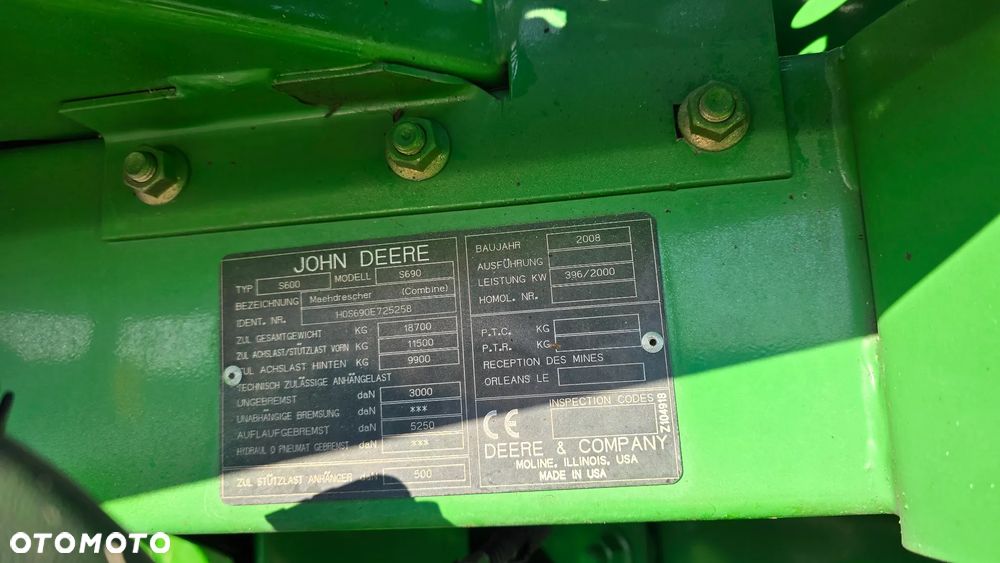 JOHN DEERE
TYP S600 MODELL S690
BEZEICHNUNG Maehdrescher (Combine)
IDENT. NR. H0S690E725258
ZUL GESAMTGEWICHT KG 18700
ZUL ACHSLAST/STÜTZLAST VORN KG 11500
ZUL ACHSLAST HINTEN KG 9900
TECHNISCH ZULÄSSIGE ANHÄNGELAST
UNGEBREMST daN 3000
UNABHÄNGIGE BREMSUNG daN ***
AUFLAUFGEBREMST daN 5250
HYDRAUL O PNEUMAT GEBREMST daN ***
ZUL STÜTZLAST ANHÄNGER daN 500
BAUJAHR 2008
AUSFÜHRUNG
LEISTUNG KW 396/2000
HOMOL. NR.
P.T.C. KG
P.T.R. KG
RECEPTION DES MINES
ORLEANS LE
INSPECTION CODES
CE
DEERE & COMPANY
MOLINE, ILLINOIS, USA
MADE IN USA
Z104918
OTOMOTO